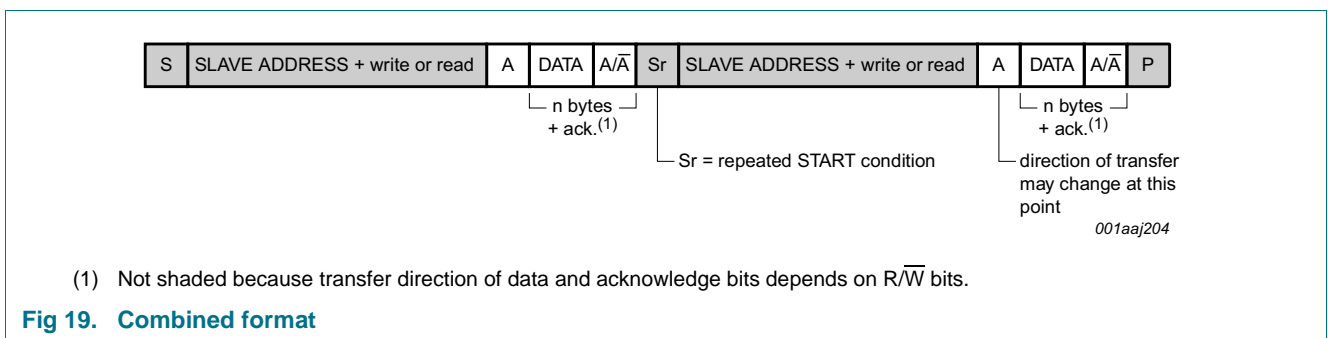 S SLAVE ADDRESS + write or read A DATA A/A̅ Sr SLAVE ADDRESS + write or read A DATA A/A̅ P
n bytes
+ ack.(1)
n bytes
+ ack.(1)
Sr = repeated START condition
direction of transfer
may change at this
point
001aaj204
(1) Not shaded because transfer direction of data and acknowledge bits depends on R/W̅ bits.
Fig 19. Combined format